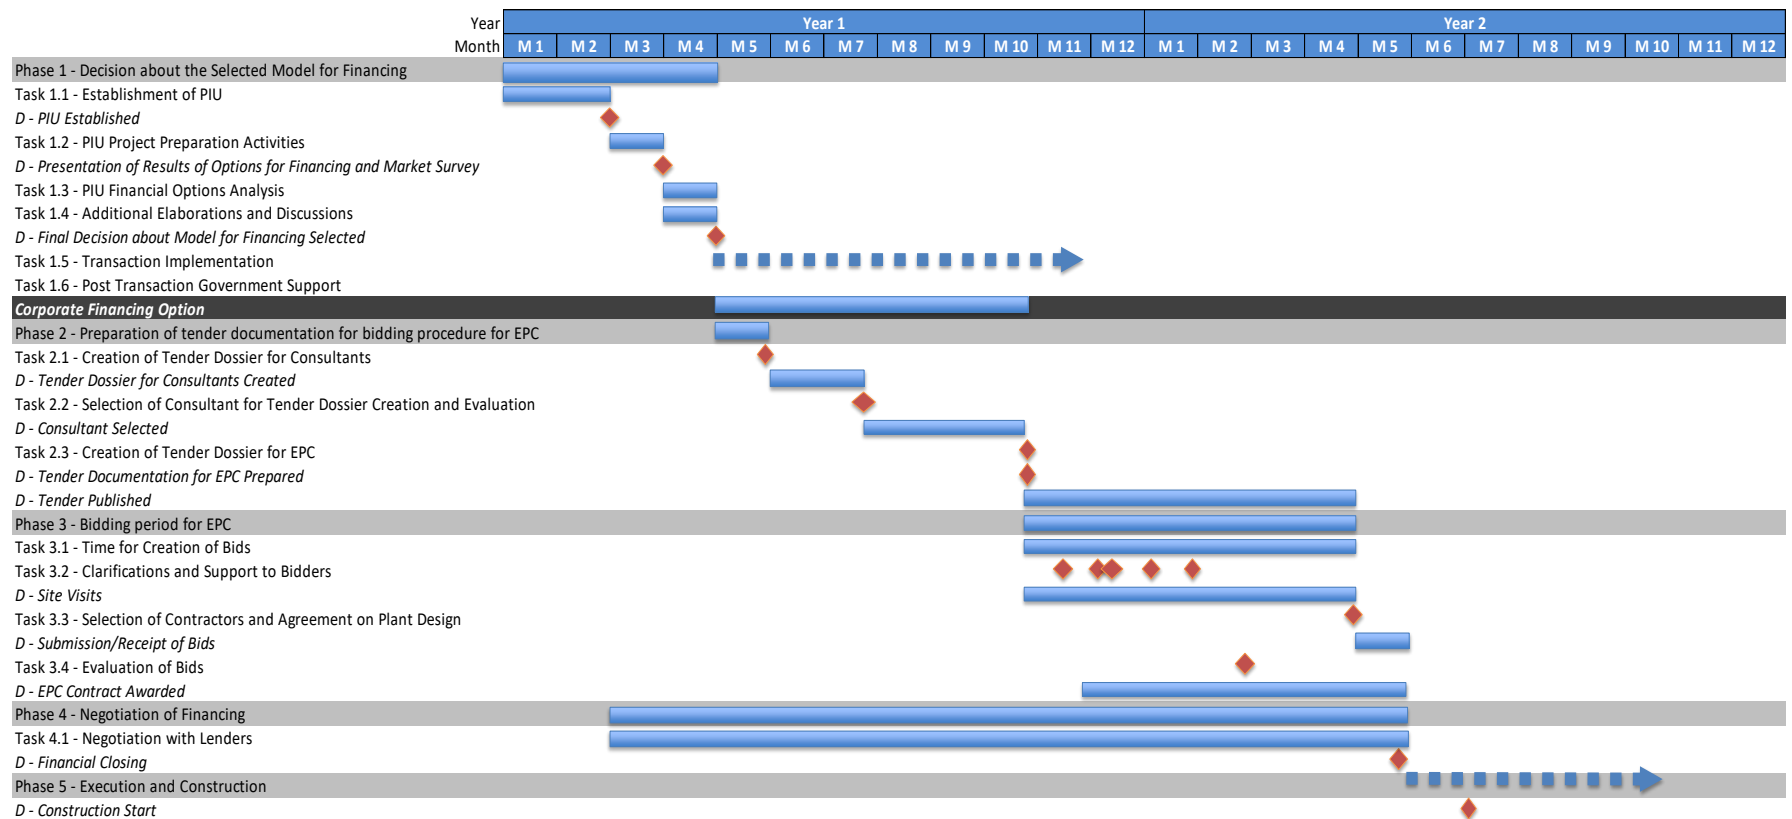 Year Year 1 Year 2
Month M 1 M 2 M 3 M 4 M 5 M 6 M 7 M 8 M 9 M 10 M 11 M 12 M 1 M 2 M 3 M 4 M 5 M 6 M 7 M 8 M 9 M 10 M 11 M 12
Phase 1 - Decision about the Selected Model for Financing
Task 1.1 - Establishment of PIU
D - PIU Established
Task 1.2 - PIU Project Preparation Activities
D - Presentation of Results of Options for Financing and Market Survey
Task 1.3 - PIU Financial Options Analysis
Task 1.4 - Additional Elaborations and Discussions
D - Final Decision about Model for Financing Selected
Task 1.5 - Transaction Implementation
Task 1.6 - Post Transaction Government Support
Corporate Financing Option
Phase 2 - Preparation of tender documentation for bidding procedure for EPC
Task 2.1 - Creation of Tender Dossier for Consultants
D - Tender Dossier for Consultants Created
Task 2.2 - Selection of Consultant for Tender Dossier Creation and Evaluation
D - Consultant Selected
Task 2.3 - Creation of Tender Dossier for EPC
D - Tender Documentation for EPC Prepared
D - Tender Published
Phase 3 - Bidding period for EPC
Task 3.1 - Time for Creation of Bids
Task 3.2 - Clarifications and Support to Bidders
D - Site Visits
Task 3.3 - Selection of Contractors and Agreement on Plant Design
D - Submission/Receipt of Bids
Task 3.4 - Evaluation of Bids
D - EPC Contract Awarded
Phase 4 - Negotiation of Financing
Task 4.1 - Negotiation with Lenders
D - Financial Closing
Phase 5 - Execution and Construction
D - Construction Start